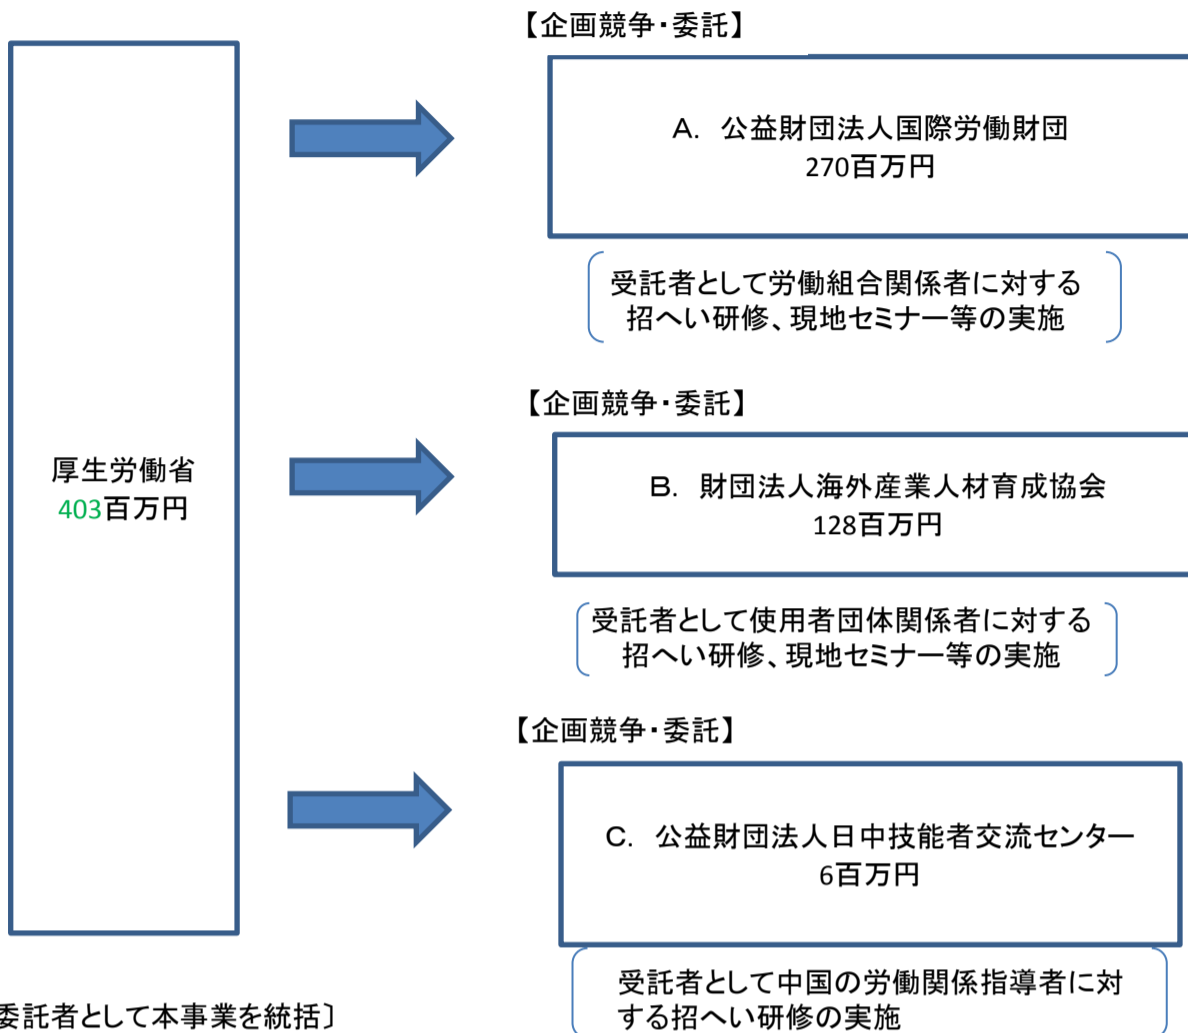 【企画競争・委託】
A. 公益財団法人国際労働財団
270百万円
受託者として労働組合関係者に対する
招へい研修、現地セミナー等の実施
【企画競争・委託】
厚生労働省
403百万円
B. 財団法人海外産業人材育成協会
128百万円
受託者として使用者団体関係者に対する
招へい研修、現地セミナー等の実施
【企画競争・委託】
C. 公益財団法人日中技能者交流センター
6百万円
受託者として中国の労働関係指導者に対
する招へい研修の実施
委託者として本事業を統括〕